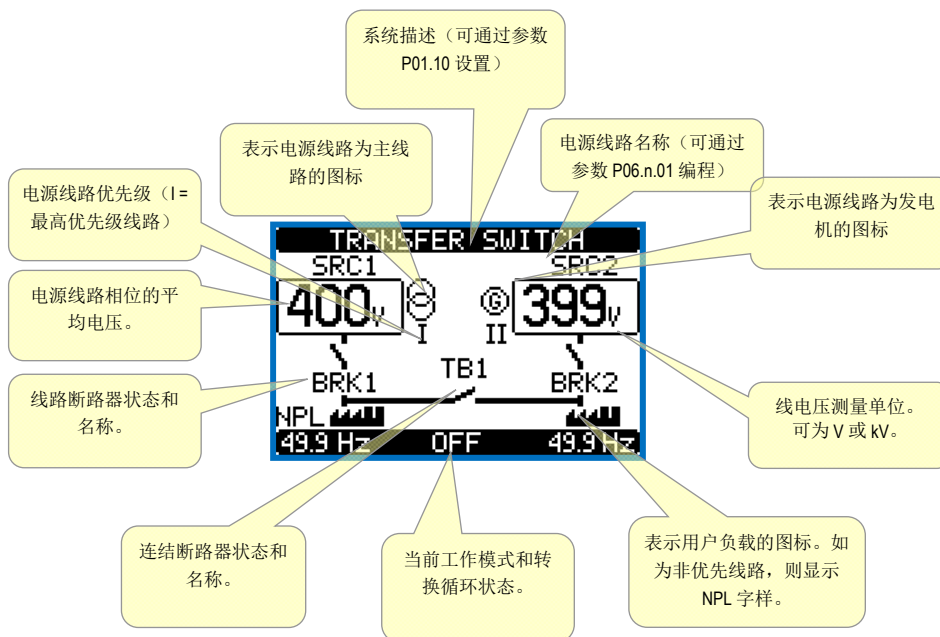 系统描述（可通过参数
P01.10 设置）
表示电源线路为主线
路的图标
电源线路名称（可通过
参数 P06.n.01 编程）
电源线路优先级（I =
最高优先级线路）
表示电源线路为发电
机的图标
电源线路相位的平
均电压。
线路断路器状态和
名称。
TRANSFER SWITCH
SRC1
SRC2
400V
I
G
II
399V
TB1
BRK1
BRK2
NPL
49.9 Hz
OFF
49.9 Hz
线电压测量单位。
可为 V 或 kV。
连结断路器状态和
名称。
当前工作模式和转
换循环状态。
表示用户负载的图标。如
为非优先线路，则显示
NPL 字样。